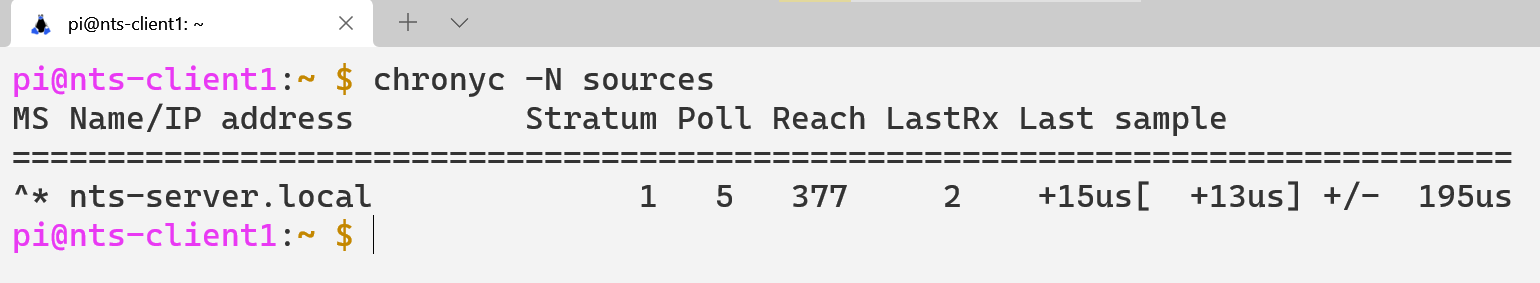 pi@nts-client1: ~
pi@nts-client1:~ $ chronyc -N sources
MS Name/IP address         Stratum Poll Reach LastRx Last sample
===============================================================================
^* nts-server.local              1   5   377     2    +15us[  +13us] +/-  195us
pi@nts-client1:~ $